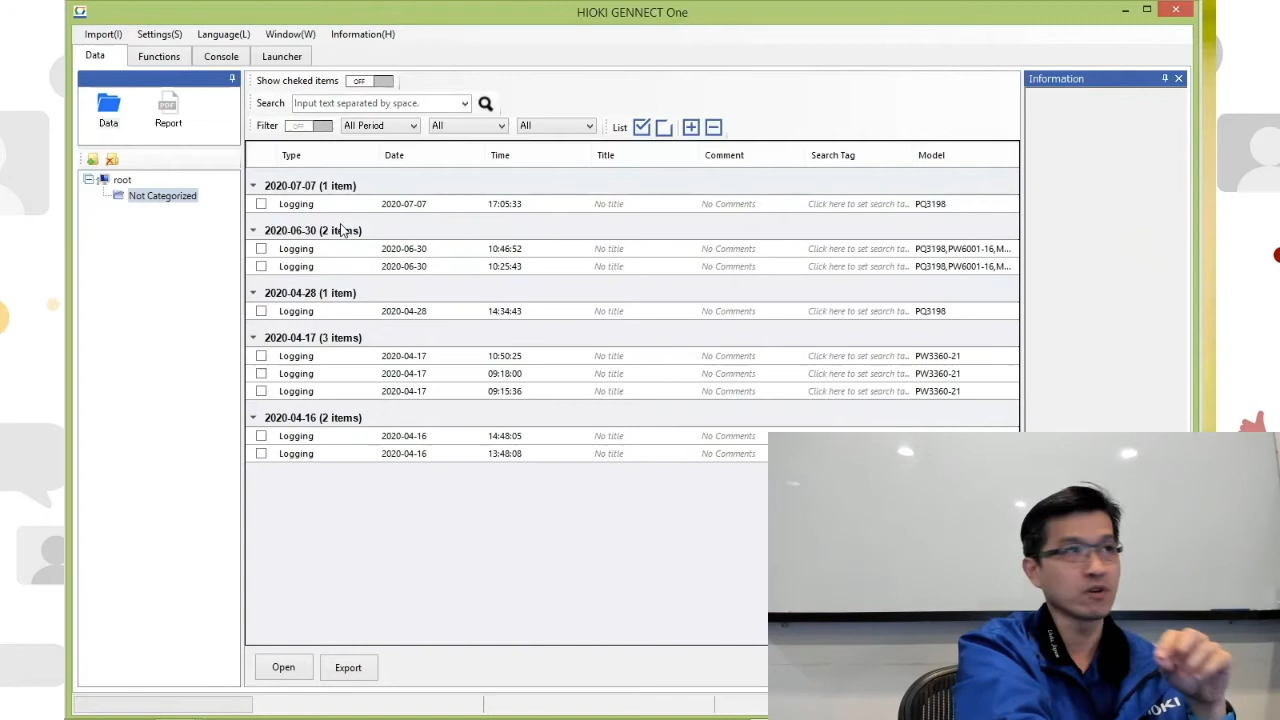 HIOKI GENNECT One
Import(I) Settings(S) Language(L) Window(W) Information(H)
Data Functions Console Launcher
Show cheked items OFF
Information
Search Input text separated by space.
Data Report
PDF
Filter OFF All Period All All List
Type Date Time Title Comment Search Tag Model
root
Not Categorized
2020-07-07 (1 item)
Logging 2020-07-07 17:05:33 No title No Comments Click here to set search ta... PQ3198
2020-06-30 (2 items)
Logging 2020-06-30 10:46:52 No title No Comments Click here to set search ta... PQ3198,PW6001-16,M...
Logging 2020-06-30 10:25:43 No title No Comments Click here to set search ta... PQ3198,PW6001-16,M...
2020-04-28 (1 item)
Logging 2020-04-28 14:34:43 No title No Comments Click here to set search ta... PQ3198
2020-04-17 (3 items)
Logging 2020-04-17 10:50:25 No title No Comments Click here to set search ta... PW3360-21
Logging 2020-04-17 09:18:00 No title No Comments Click here to set search ta... PW3360-21
Logging 2020-04-17 09:15:36 No title No Comments Click here to set search ta... PW3360-21
2020-04-16 (2 items)
Logging 2020-04-16 14:48:05 No title No Comments
Logging 2020-04-16 13:48:08 No title No Comments
Open Export